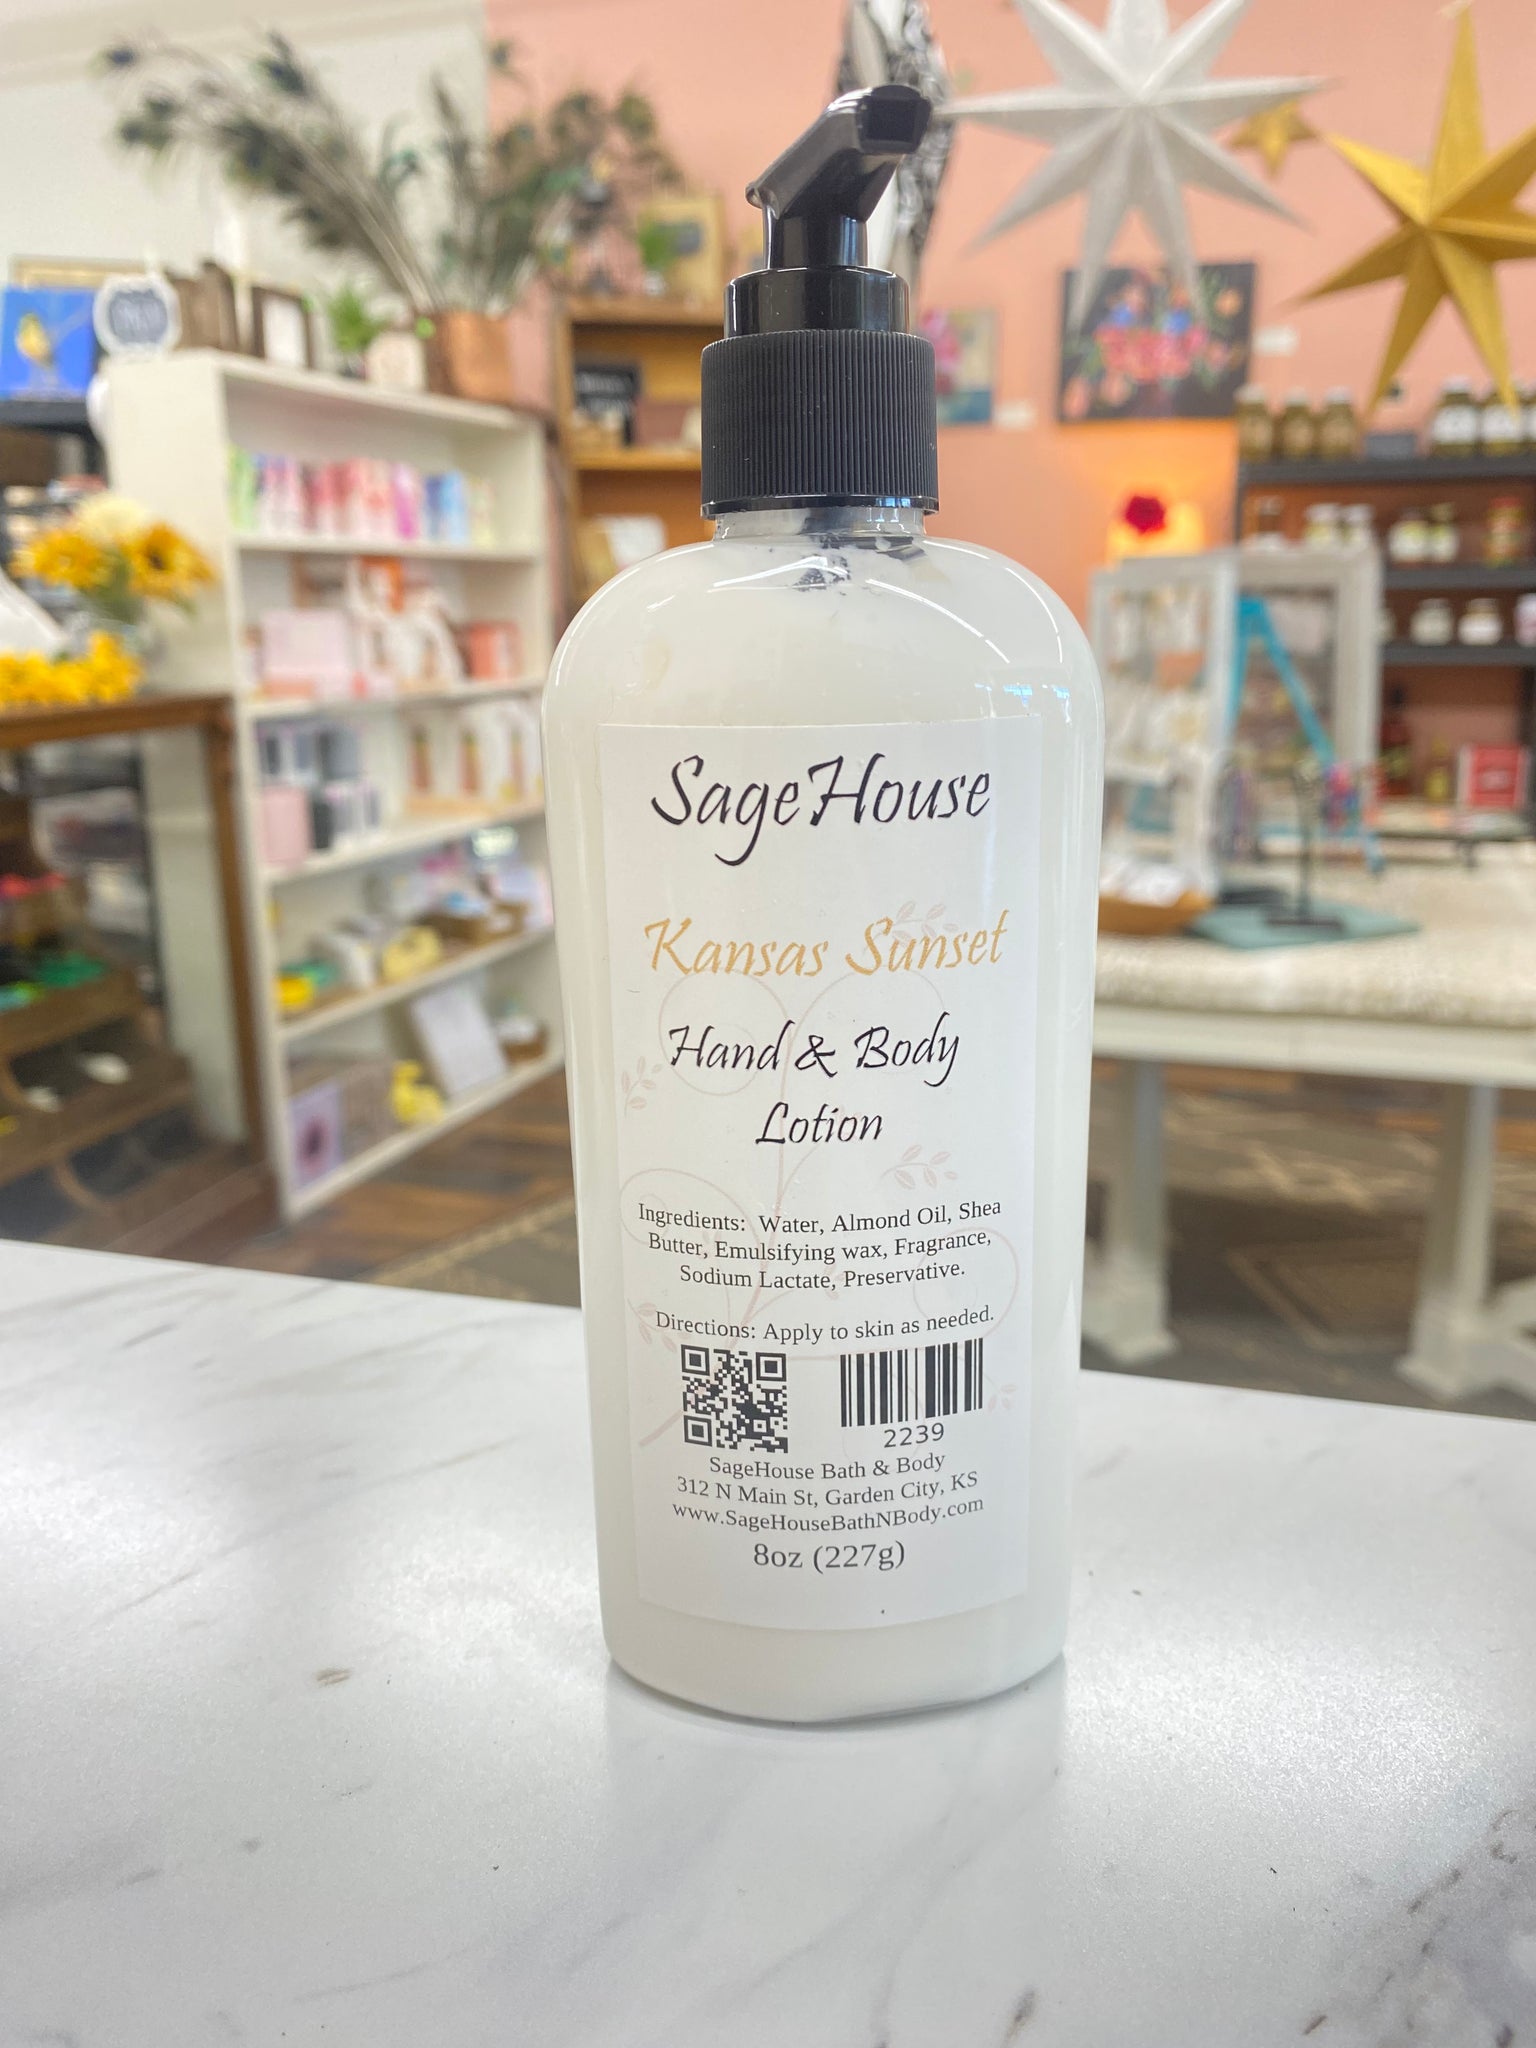 SageHouse
Kansas Sunset
Hand & Body
Lotion
Ingredients: Water, Almond Oil, Shea
Butter, Emulsifying wax, Fragrance,
Sodium Lactate, Preservative.
Directions: Apply to skin as needed.
2239
SageHouse Bath & Body
312 N Main St, Garden City, KS
www.SageHouseBathNBody.com
8oz (227g)